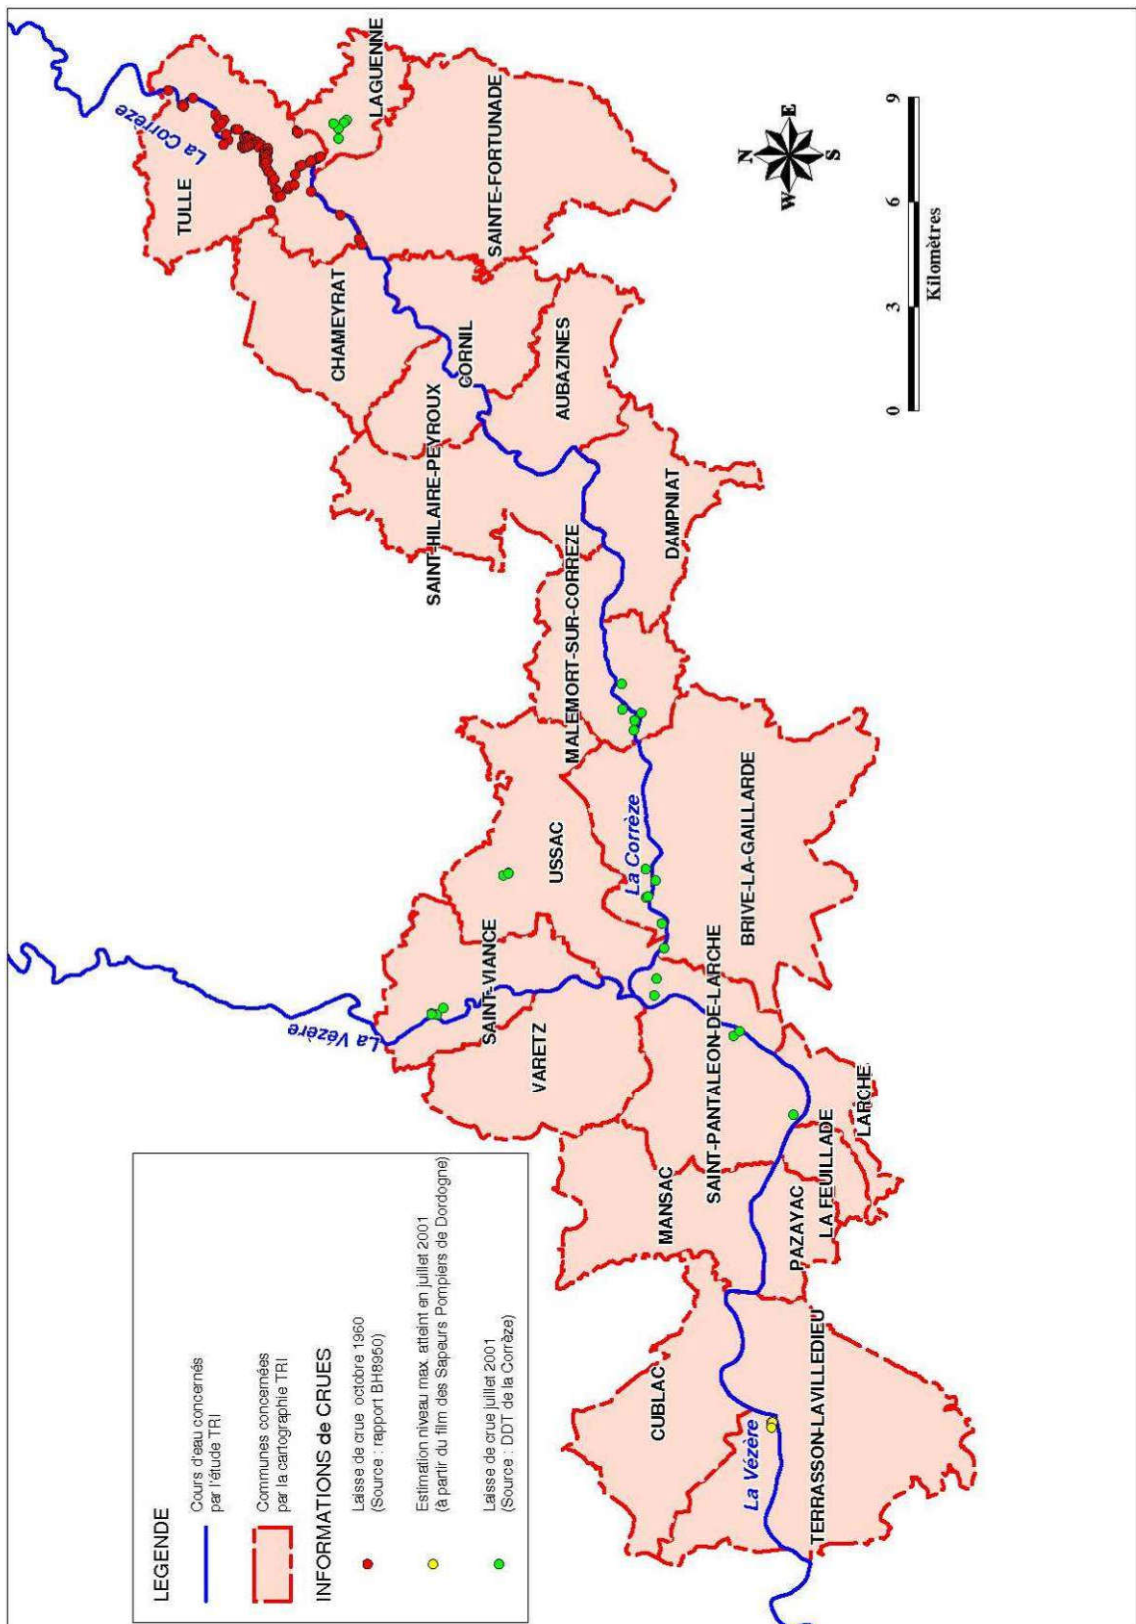 LEGENDE
Cours d'eau concernés
par l'étude TRI
Communes concernées
par la cartographie TRI
INFORMATIONS de CRUES
Laisse de crue octobre 1960
(Source : rapport BH8950)
Estimation niveau max. atteint en juillet 2001
(à partir du film des Sapeurs Pompiers de Dordogne)
Laisse de crue juillet 2001
(Source : DDT de la Corrèze)
La Vézère
La Corrèze
TULLE
LAGUENNE
CHAMEYRAT
SAINTE-FORTUNADE
SAINT-HILAIRE-PEYROUX
CORNIL
AUBAZINES
MALEMORT-SUR-CORREZE
DAMPNIAT
USSAC
SAINT-VIANCE
VARETZ
La Corrèze
BRIVE-LA-GAILLARDE
SAINT-PANTALEON-DE-LARCHE
MANSAC
LARCHE
LA FEUILLADE
PAZAYAC
CUBLAC
La Vézère
TERRASSON-LAVILLEDIEU
N
W
E
S
0
3
6
9
Kilomètres